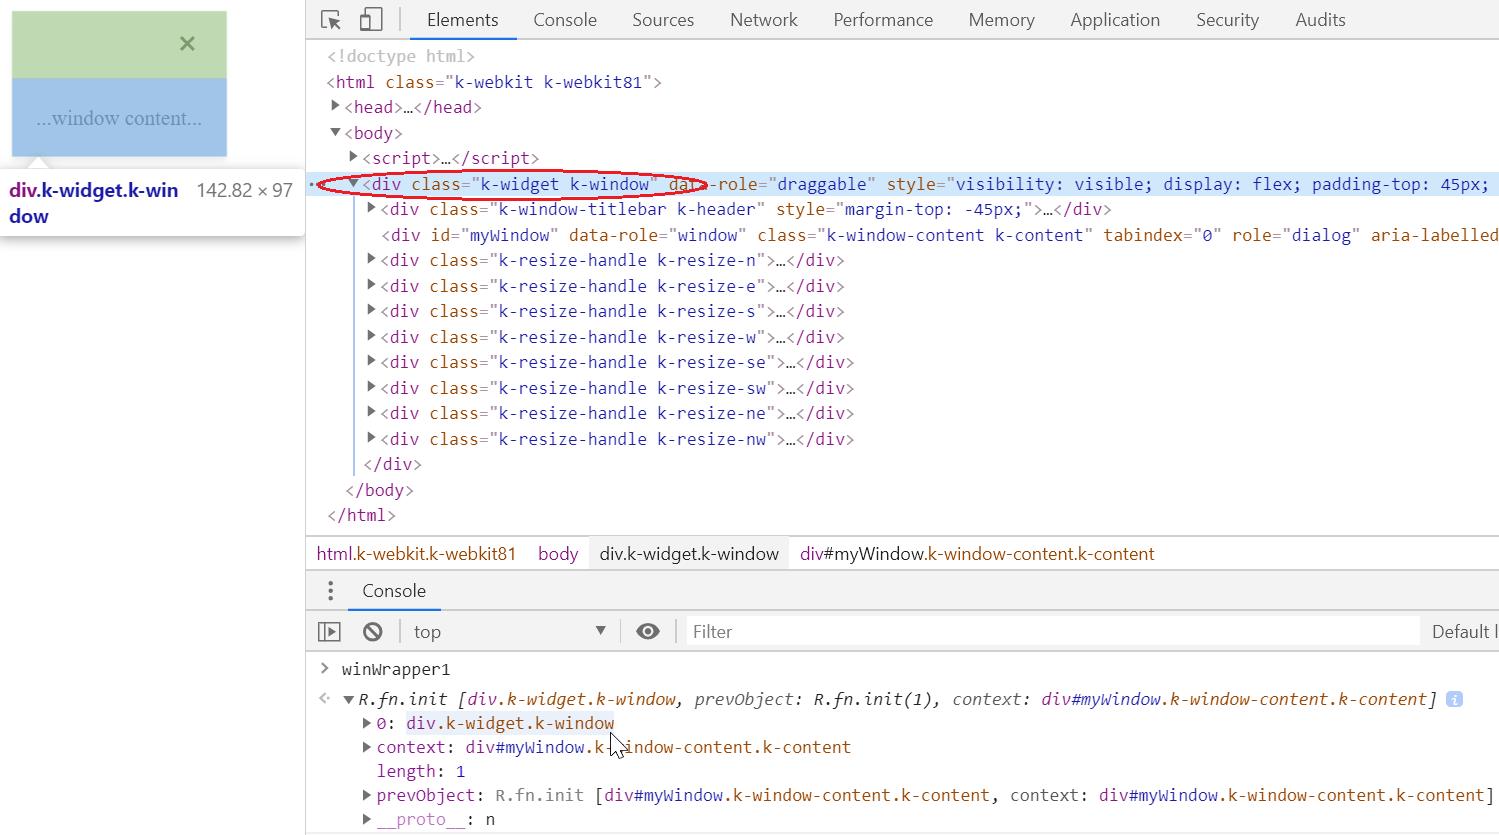 ×
...window content...
div.k-widget.k-win
dow
142.82 × 97
Elements Console Sources Network Performance Memory Application Security Audits
<!doctype html>
<html class="k-webkit k-webkit81">
<head>…</head>
<body>
<script>…</script>
<div class="k-widget k-window" data-role="draggable" style="visibility: visible; display: flex; padding-top: 45px;
<div class="k-window-titlebar k-header" style="margin-top: -45px;">…</div>
<div id="myWindow" data-role="window" class="k-window-content k-content" tabindex="0" role="dialog" aria-labelled
<div class="k-resize-handle k-resize-n">…</div>
<div class="k-resize-handle k-resize-e">…</div>
<div class="k-resize-handle k-resize-s">…</div>
<div class="k-resize-handle k-resize-w">…</div>
<div class="k-resize-handle k-resize-se">…</div>
<div class="k-resize-handle k-resize-sw">…</div>
<div class="k-resize-handle k-resize-ne">…</div>
<div class="k-resize-handle k-resize-nw">…</div>
</div>
</body>
</html>
html.k-webkit.k-webkit81 body div.k-widget.k-window div#myWindow.k-window-content.k-content
Console
top Filter Default l
winWrapper1
R.fn.init [div.k-widget.k-window, prevObject: R.fn.init(1), context: div#myWindow.k-window-content.k-content] i
0: div.k-widget.k-window
context: div#myWindow.k-window-content.k-content
length: 1
prevObject: R.fn.init [div#myWindow.k-window-content.k-content, context: div#myWindow.k-window-content.k-content]
__proto__: n